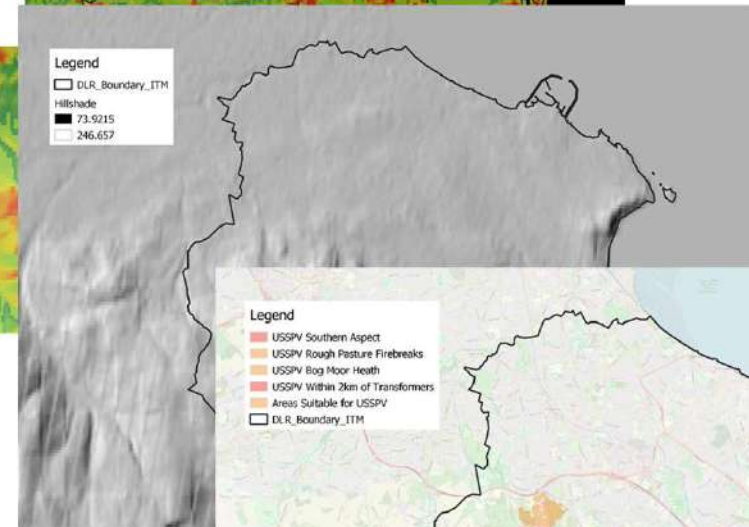 Legend
DLR_Boundary_ITM
Hillshade
73.9215
246.657
Legend
USSPV Southern Aspect
USSPV Rough Pasture Firebreaks
USSPV Bog Moor Heath
USSPV Within 2km of Transformers
Areas Suitable for USSPV
DLR_Boundary_ITM